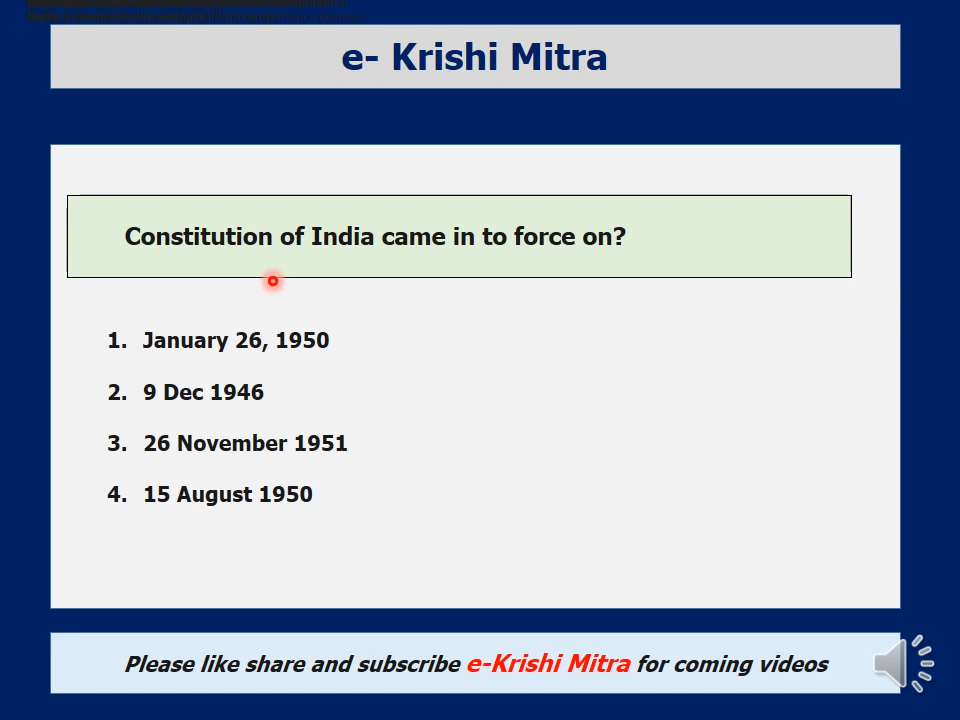 e- Krishi Mitra
Constitution of India came in to force on?
1. January 26, 1950
2. 9 Dec 1946
3. 26 November 1951
4. 15 August 1950
Please like share and subscribe e-Krishi Mitra for coming videos